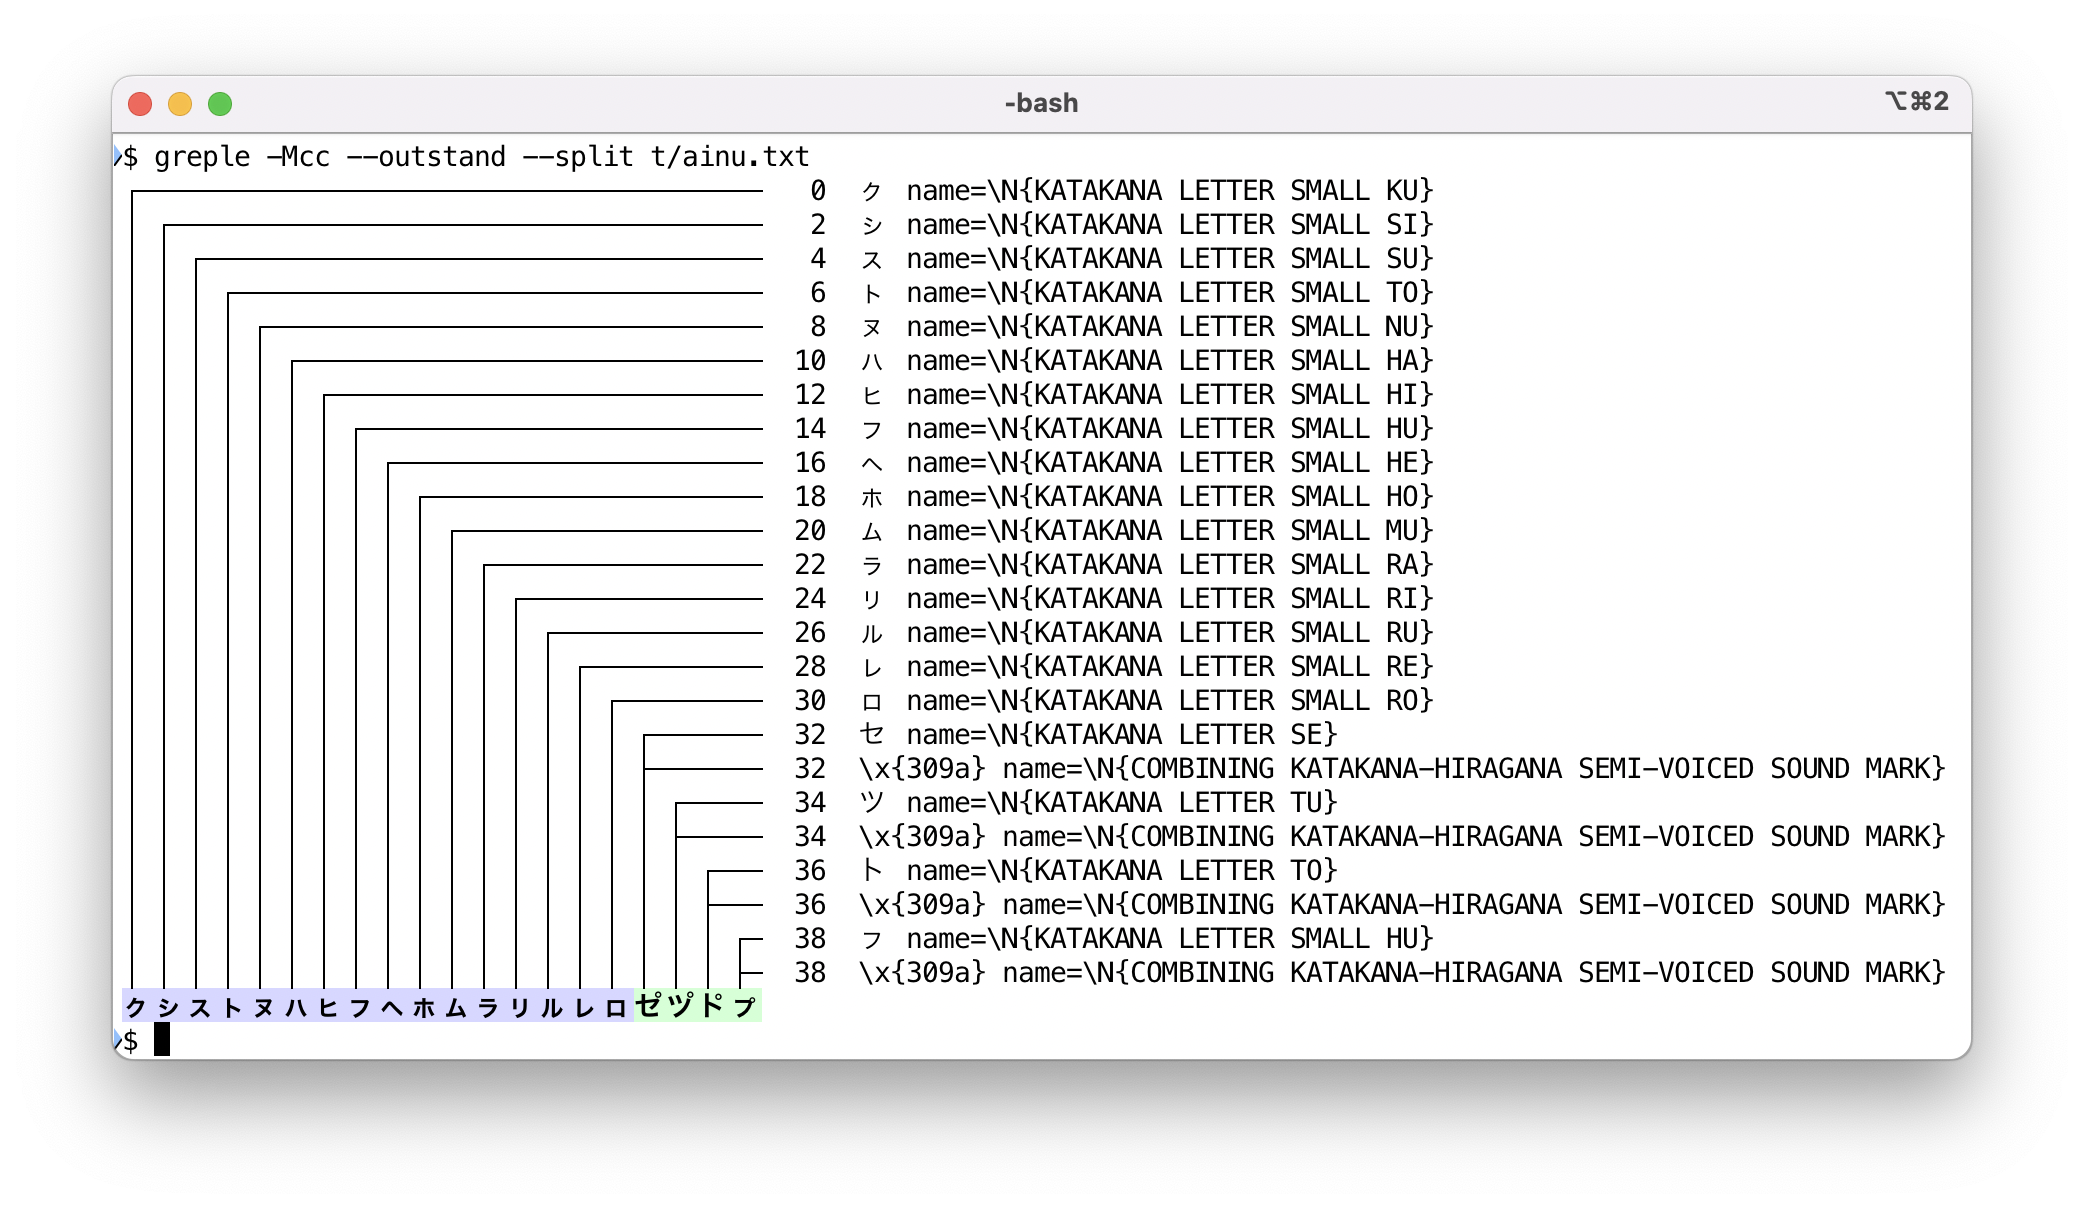 -bash
⌥⌘2
$ greple -Mcc --outstand --split t/ainu.txt
0 ㇰ name=\N{KATAKANA LETTER SMALL KU}
2 ㇱ name=\N{KATAKANA LETTER SMALL SI}
4 ㇲ name=\N{KATAKANA LETTER SMALL SU}
6 ㇳ name=\N{KATAKANA LETTER SMALL TO}
8 ㇴ name=\N{KATAKANA LETTER SMALL NU}
10 ㇵ name=\N{KATAKANA LETTER SMALL HA}
12 ㇶ name=\N{KATAKANA LETTER SMALL HI}
14 ㇷ name=\N{KATAKANA LETTER SMALL HU}
16 ㇸ name=\N{KATAKANA LETTER SMALL HE}
18 ㇹ name=\N{KATAKANA LETTER SMALL HO}
20 ㇺ name=\N{KATAKANA LETTER SMALL MU}
22 ㇻ name=\N{KATAKANA LETTER SMALL RA}
24 ㇼ name=\N{KATAKANA LETTER SMALL RI}
26 ㇽ name=\N{KATAKANA LETTER SMALL RU}
28 ㇾ name=\N{KATAKANA LETTER SMALL RE}
30 ㇿ name=\N{KATAKANA LETTER SMALL RO}
32 セ name=\N{KATAKANA LETTER SE}
32 \x{309a} name=\N{COMBINING KATAKANA-HIRAGANA SEMI-VOICED SOUND MARK}
34 ツ name=\N{KATAKANA LETTER TU}
34 \x{309a} name=\N{COMBINING KATAKANA-HIRAGANA SEMI-VOICED SOUND MARK}
36 ト name=\N{KATAKANA LETTER TO}
36 \x{309a} name=\N{COMBINING KATAKANA-HIRAGANA SEMI-VOICED SOUND MARK}
38 ㇷ name=\N{KATAKANA LETTER SMALL HU}
38 \x{309a} name=\N{COMBINING KATAKANA-HIRAGANA SEMI-VOICED SOUND MARK}
ㇰㇱㇲㇳㇴㇵㇶㇷㇸㇹㇺㇻㇼㇽㇾㇿセ゚ツ゚ト゚ㇷ゚
$